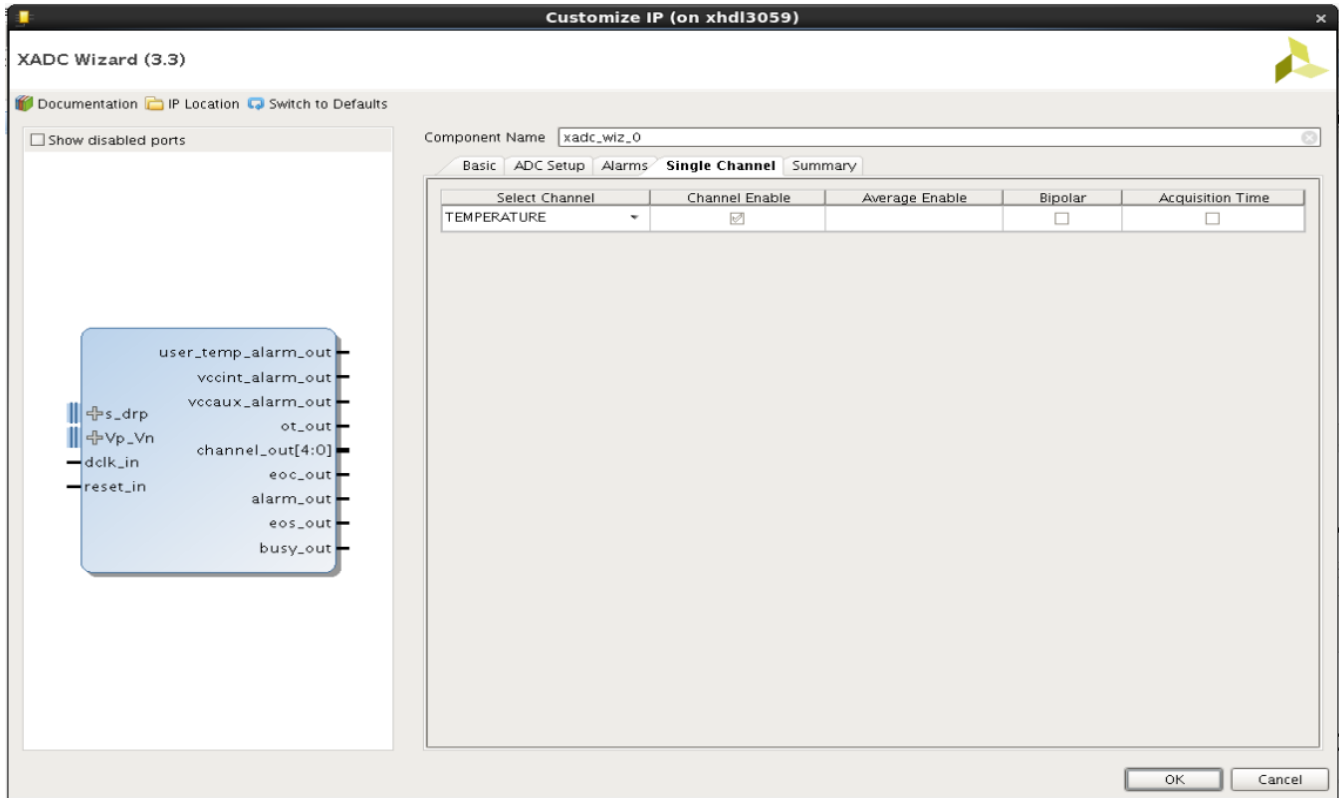 Customize IP (on xhdl3059)
XADC Wizard (3.3)
Documentation IP Location Switch to Defaults
Show disabled ports
Component Name xadc_wiz_0
Basic ADC Setup Alarms Single Channel Summary
Select Channel Channel Enable Average Enable Bipolar Acquisition Time
TEMPERATURE
s_drp
Vp_Vn
dclk_in
reset_in
user_temp_alarm_out
vccint_alarm_out
vccaux_alarm_out
ot_out
channel_out[4:0]
eoc_out
alarm_out
eos_out
busy_out
OK Cancel